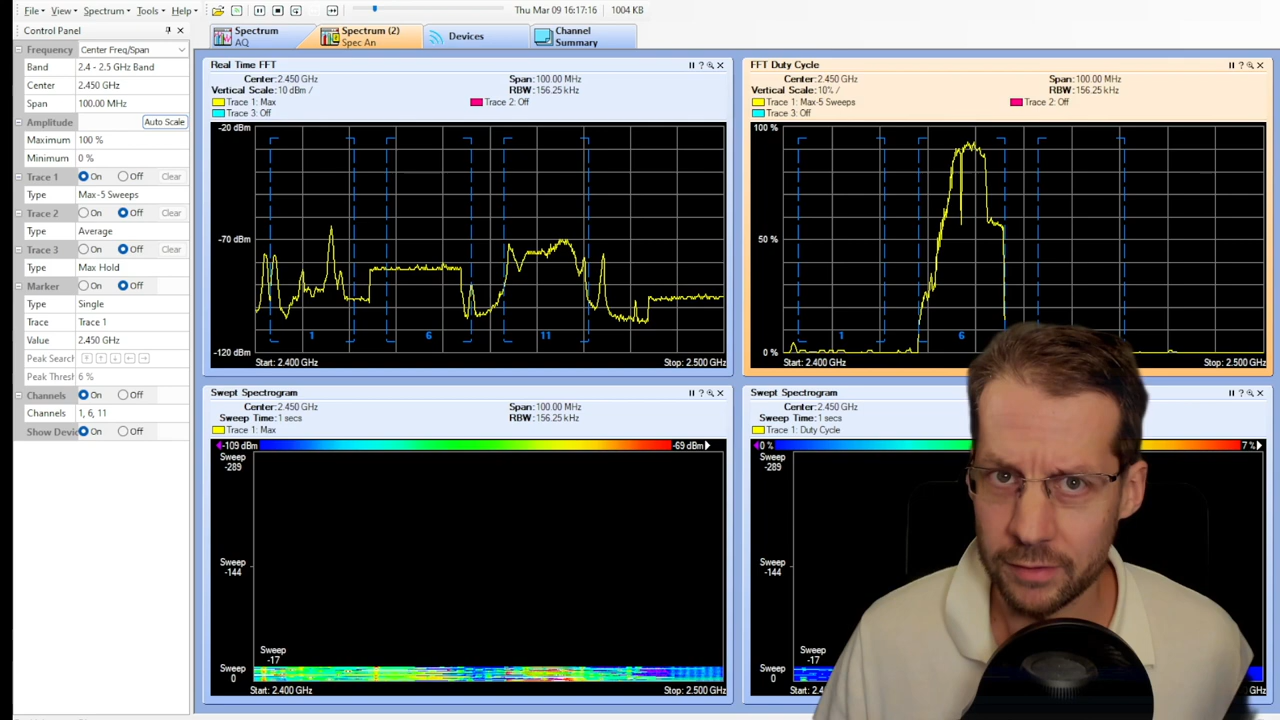 File View Spectrum Tools Help Thu Mar 09 16:17:16 1004 KB
Control Panel
Spectrum
AQ
Spectrum (2)
Spec An
Devices
Channel
Summary
Frequency Center Freq/Span
Band 2.4 - 2.5 GHz Band
Center 2.450 GHz
Span 100.00 MHz
Amplitude Auto Scale
Maximum 100 %
Minimum 0 %
Trace 1 On Off Clear
Type Max-5 Sweeps
Trace 2 On Off Clear
Type Average
Trace 3 On Off Clear
Type Max Hold
Marker On Off
Type Single
Trace Trace 1
Value 2.450 GHz
Peak Search
Peak Thresh 6 %
Channels On Off
Channels 1, 6, 11
Show Devic On Off
Real Time FFT
Center:2.450 GHz Span:100.00 MHz
Vertical Scale:10 dBm / RBW:156.25 kHz
Trace 1: Max Trace 2: Off
Trace 3: Off
-20 dBm
-70 dBm
1 6 11
-120 dBm
Start: 2.400 GHz Stop: 2.500 GHz
FFT Duty Cycle
Center:2.450 GHz Span:100.00 MHz
Vertical Scale:10% / RBW:156.25 kHz
Trace 1: Max-5 Sweeps Trace 2: Off
Trace 3: Off
100 %
50 %
1 6
0 %
Start: 2.400 GHz Stop: 2.500 GHz
Swept Spectrogram
Center:2.450 GHz Span:100.00 MHz
Sweep Time:1 secs RBW:156.25 kHz
Trace 1: Max
-109 dBm -69 dBm
Sweep
-289
Sweep
-144
Sweep
-17
Sweep
0
Start: 2.400 GHz Stop: 2.500 GHz
Swept Spectrogram
Center:2.450 GHz
Sweep Time:1 secs
Trace 1: Duty Cycle
0 % 7 %
Sweep
-289
Sweep
-144
Sweep
-17
Sweep
0
Start: 2.4